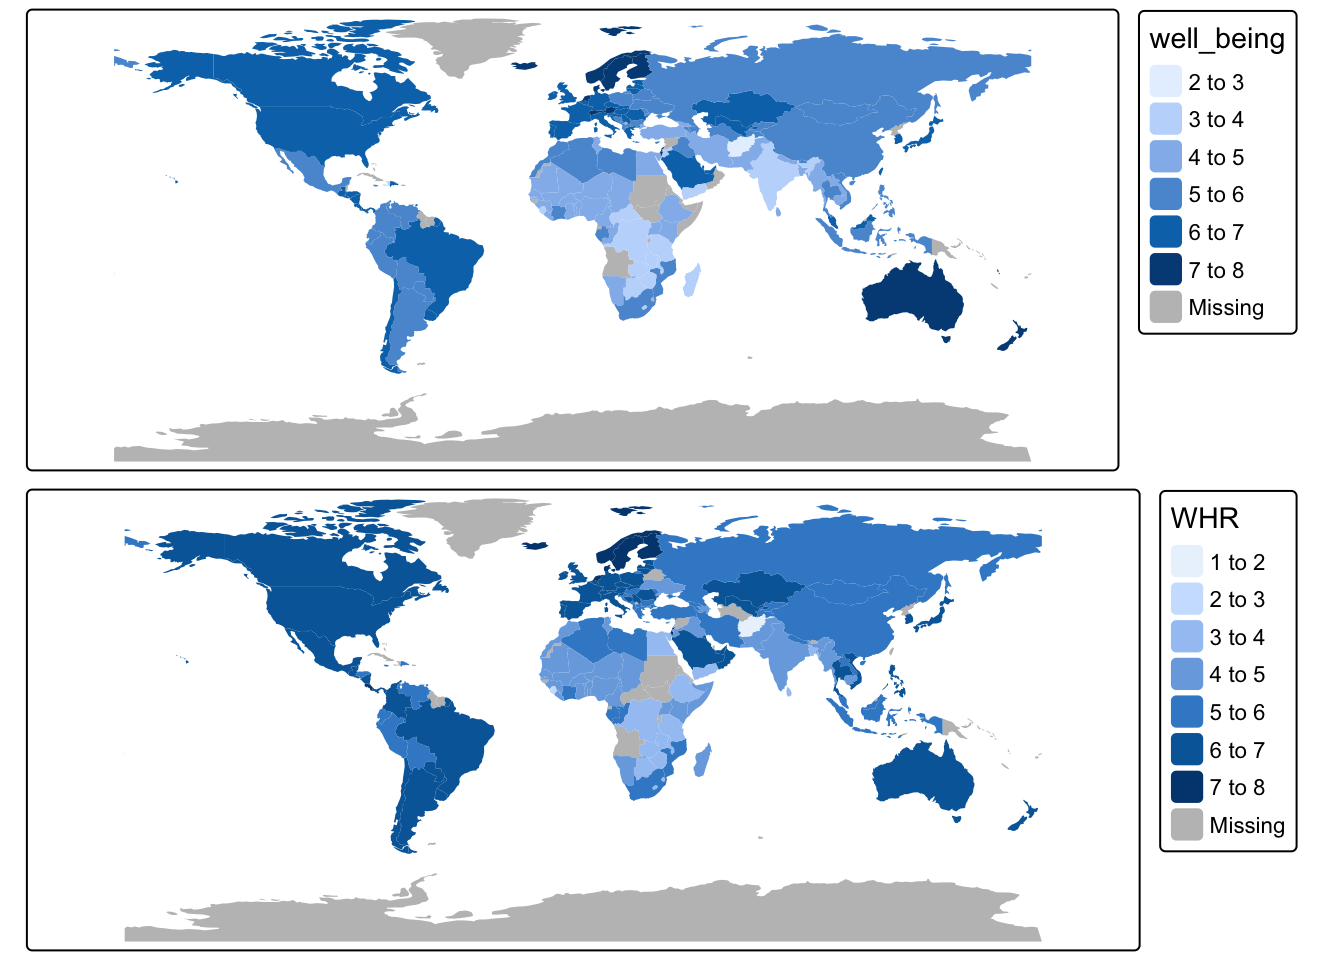 well_being
2 to 3
3 to 4
4 to 5
5 to 6
6 to 7
7 to 8
Missing
WHR
1 to 2
2 to 3
3 to 4
4 to 5
5 to 6
6 to 7
7 to 8
Missing